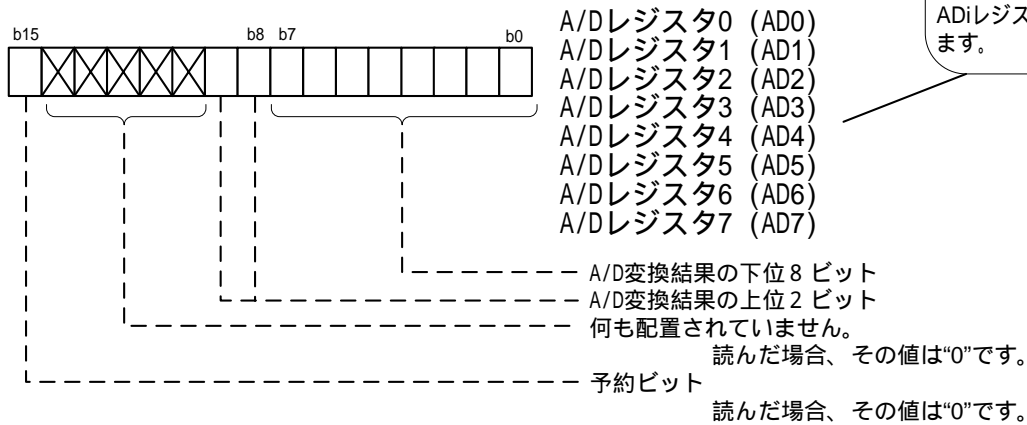 b15
b8
b7
b0
A/Dレジスタ0 (AD0)
A/Dレジスタ1 (AD1)
A/Dレジスタ2 (AD2)
A/Dレジスタ3 (AD3)
A/Dレジスタ4 (AD4)
A/Dレジスタ5 (AD5)
A/Dレジスタ6 (AD6)
A/Dレジスタ7 (AD7)
ADiレジス
ます。
A/D変換結果の下位8ビット
A/D変換結果の上位2ビット
何も配置されていません。
読んだ場合、その値は“0”です。
予約ビット
読んだ場合、その値は“0”です。